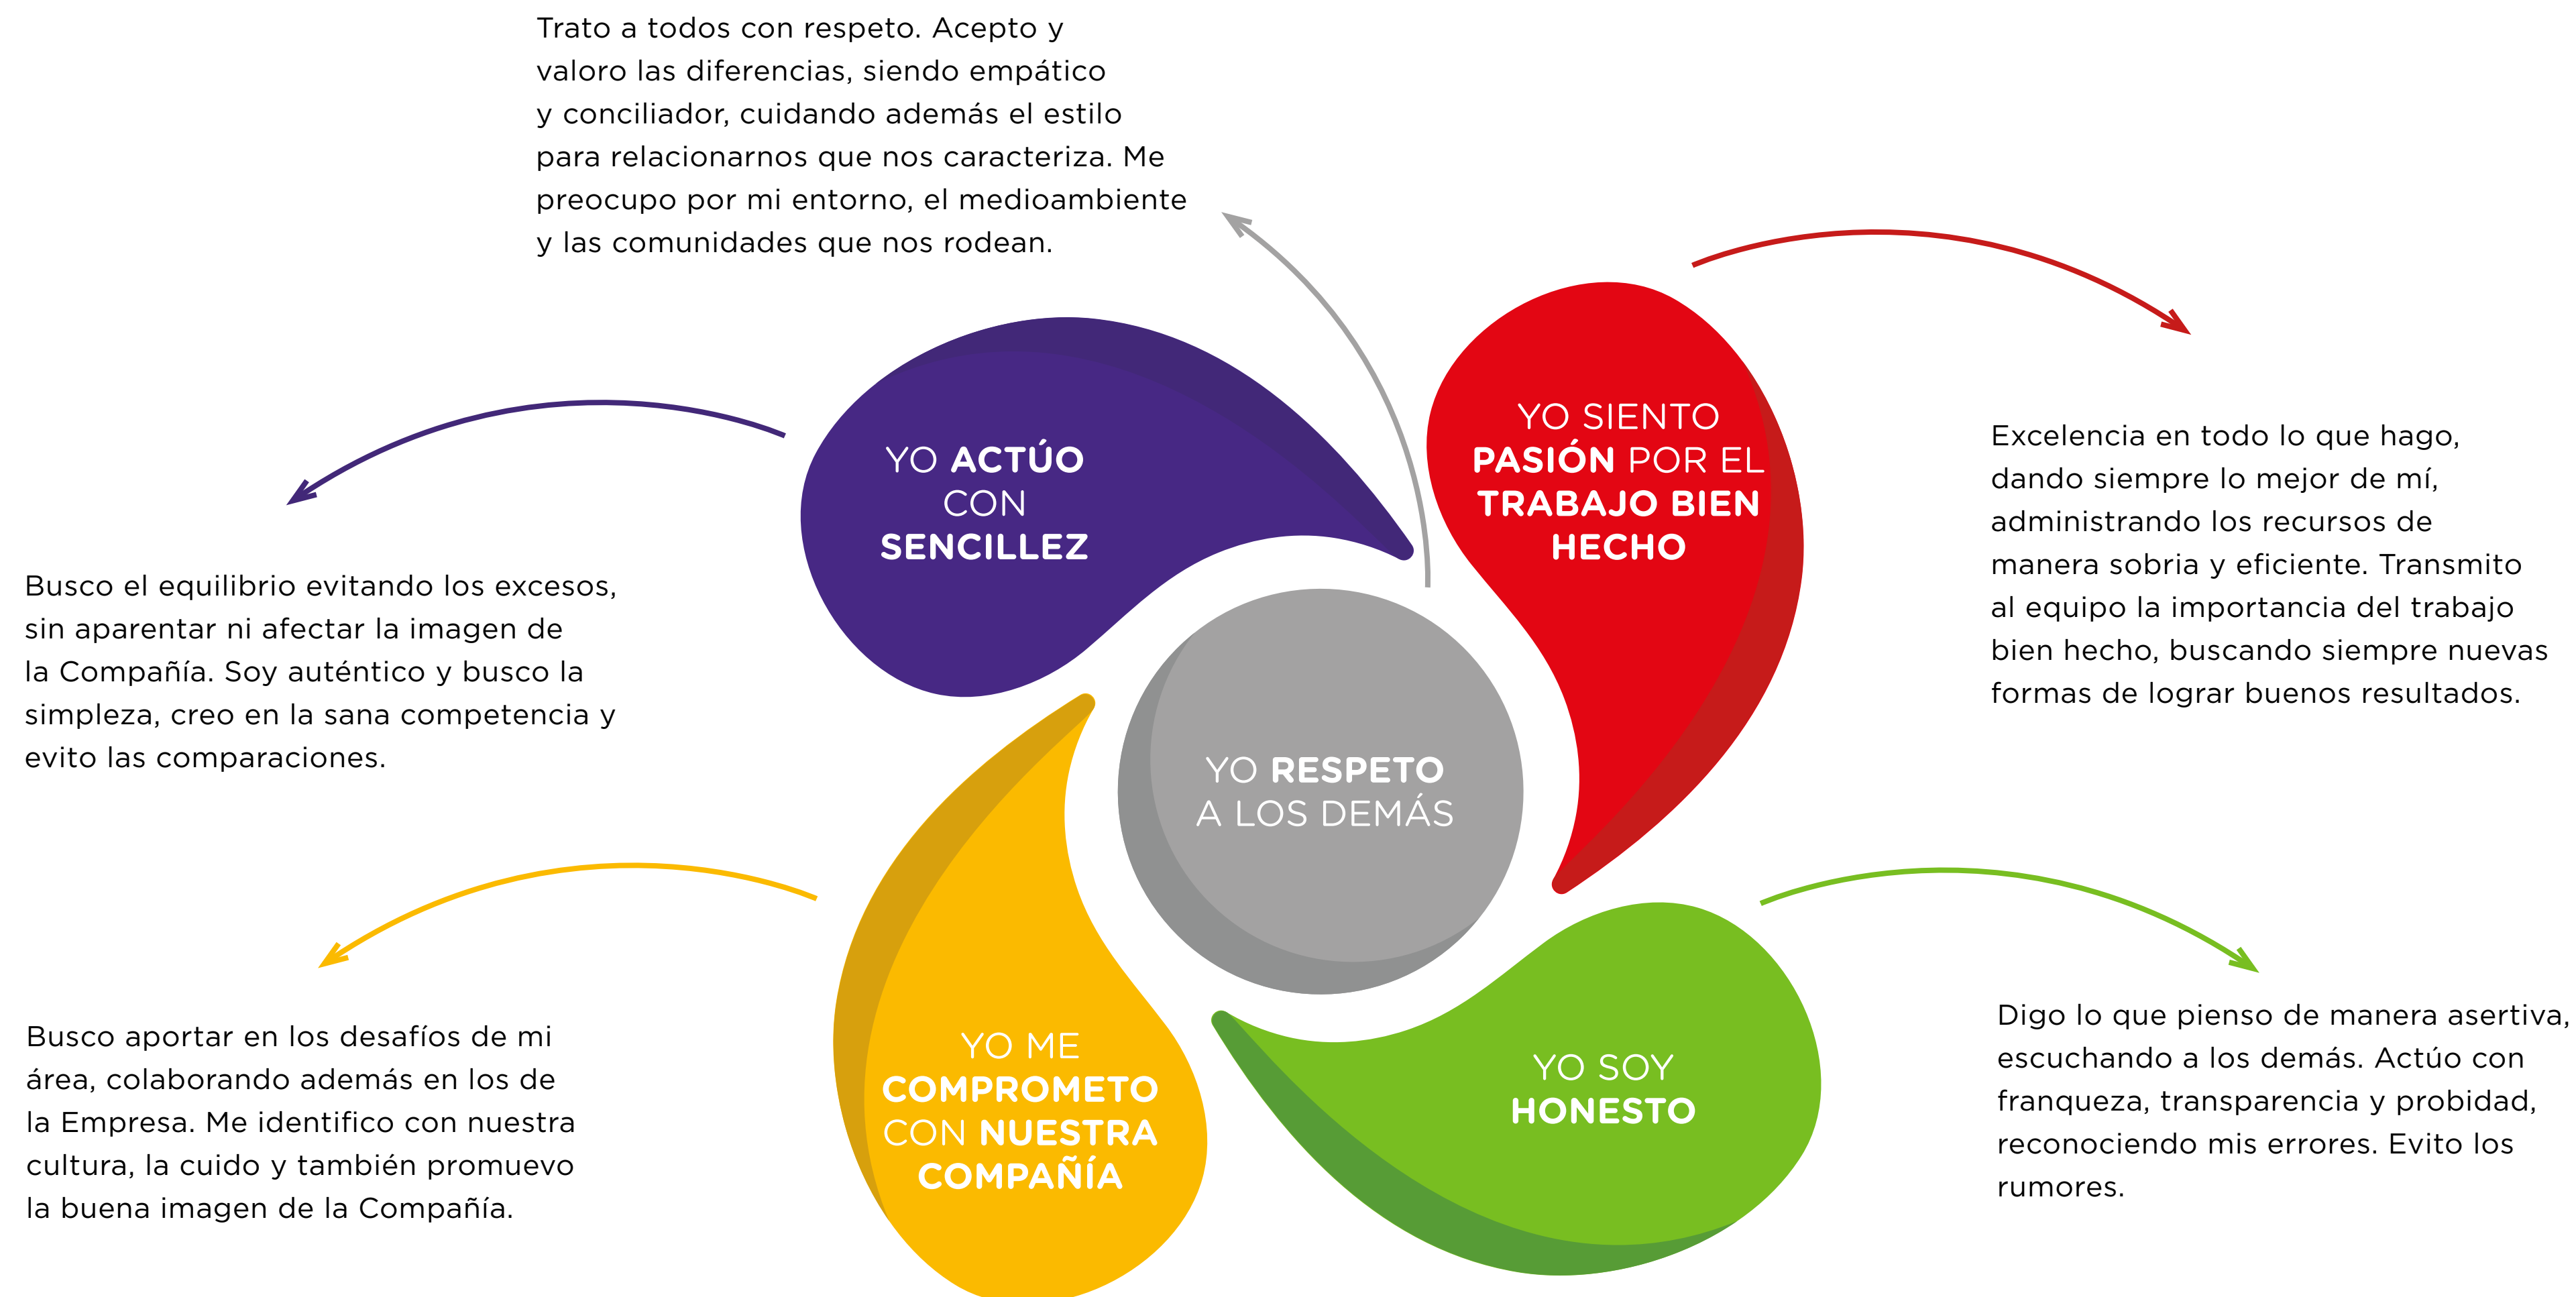 Trato a todos con respeto. Acepto y
valoro las diferencias, siendo empático
y conciliador, cuidando además el estilo
para relacionarnos que nos caracteriza. Me
preocupo por mi entorno, el medioambiente
y las comunidades que nos rodean.
YO ACTÚO
CON
SENCILLEZ
YO SIENTO
PASIÓN POR EL
TRABAJO BIEN
HECHO
Excelencia en todo lo que hago,
dando siempre lo mejor de mí,
administrando los recursos de
manera sobria y eficiente. Transmito
al equipo la importancia del trabajo
bien hecho, buscando siempre nuevas
formas de lograr buenos resultados.
Busco el equilibrio evitando los excesos,
sin aparentar ni afectar la imagen de
la Compañía. Soy auténtico y busco la
simpleza, creo en la sana competencia y
evito las comparaciones.
YO RESPETO
A LOS DEMÁS
Busco aportar en los desafíos de mi
área, colaborando además en los de
la Empresa. Me identifico con nuestra
cultura, la cuido y también promuevo
la buena imagen de la Compañía.
YO ME
COMPROMETO
CON NUESTRA
COMPAÑÍA
YO SOY
HONESTO
Digo lo que pienso de manera asertiva,
escuchando a los demás. Actúo con
franqueza, transparencia y probidad,
reconociendo mis errores. Evito los
rumores.